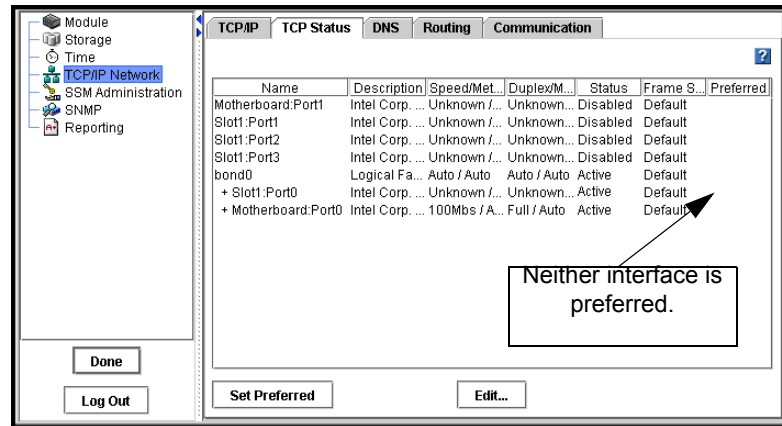 Module
Storage
Time
TCP/IP Network
SSM Administration
SNMP
Reporting
Done
Log Out
TCP/IP TCP Status DNS Routing Communication
?
Name Description Speed/Met... Duplex/M... Status Frame S... Preferred
Motherboard:Port1 Intel Corp. ... Unknown /... Unknown... Disabled Default
Slot1:Port1 Intel Corp. ... Unknown /... Unknown... Disabled Default
Slot1:Port2 Intel Corp. ... Unknown /... Unknown... Disabled Default
Slot1:Port3 Intel Corp. ... Unknown /... Unknown... Disabled Default
bond0 Logical Fa... Auto / Auto Auto / Auto Active Default
+ Slot1:Port0 Intel Corp. ... Unknown /... Unknown... Active Default
+ Motherboard:Port0 Intel Corp. ... 100Mbs / A... Full / Auto Active Default
Neither interface is
preferred.
Set Preferred Edit...